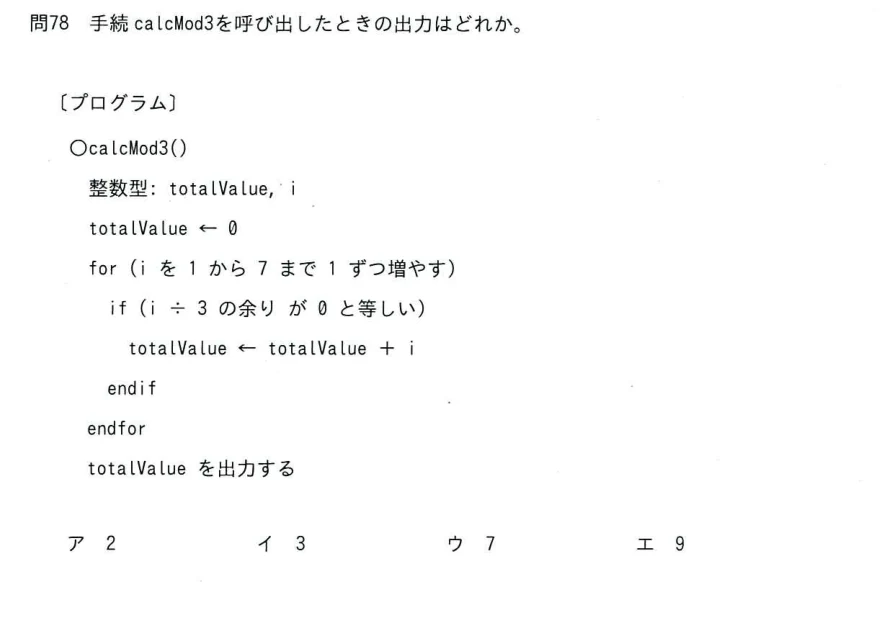 問78　手続 calcMod3を呼び出したときの出力はどれか。
〔プログラム〕
○calcMod3()
整数型: totalValue, i
totalValue ← 0
for (i を 1 から 7 まで 1 ずつ増やす)
if (i ÷ 3 の余り が 0 と等しい)
totalValue ← totalValue + i
endif
endfor
totalValue を出力する
ア　2　イ　3　ウ　7　エ　9